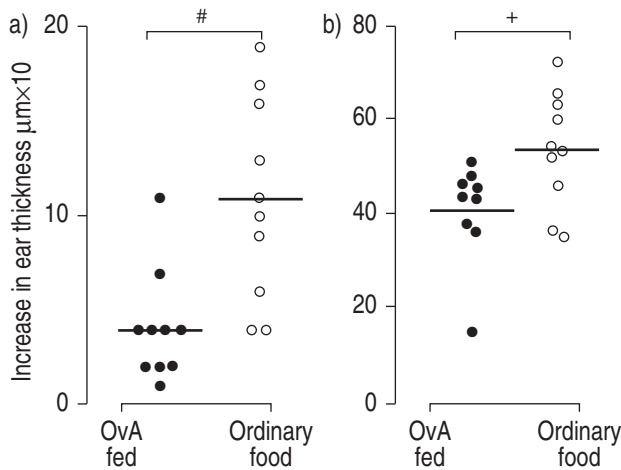 a)
#
Increase in ear thickness µm×10
20
10
0
OvA
fed
Ordinary
food
b)
+
80
60
40
20
0
OvA
fed
Ordinary
food